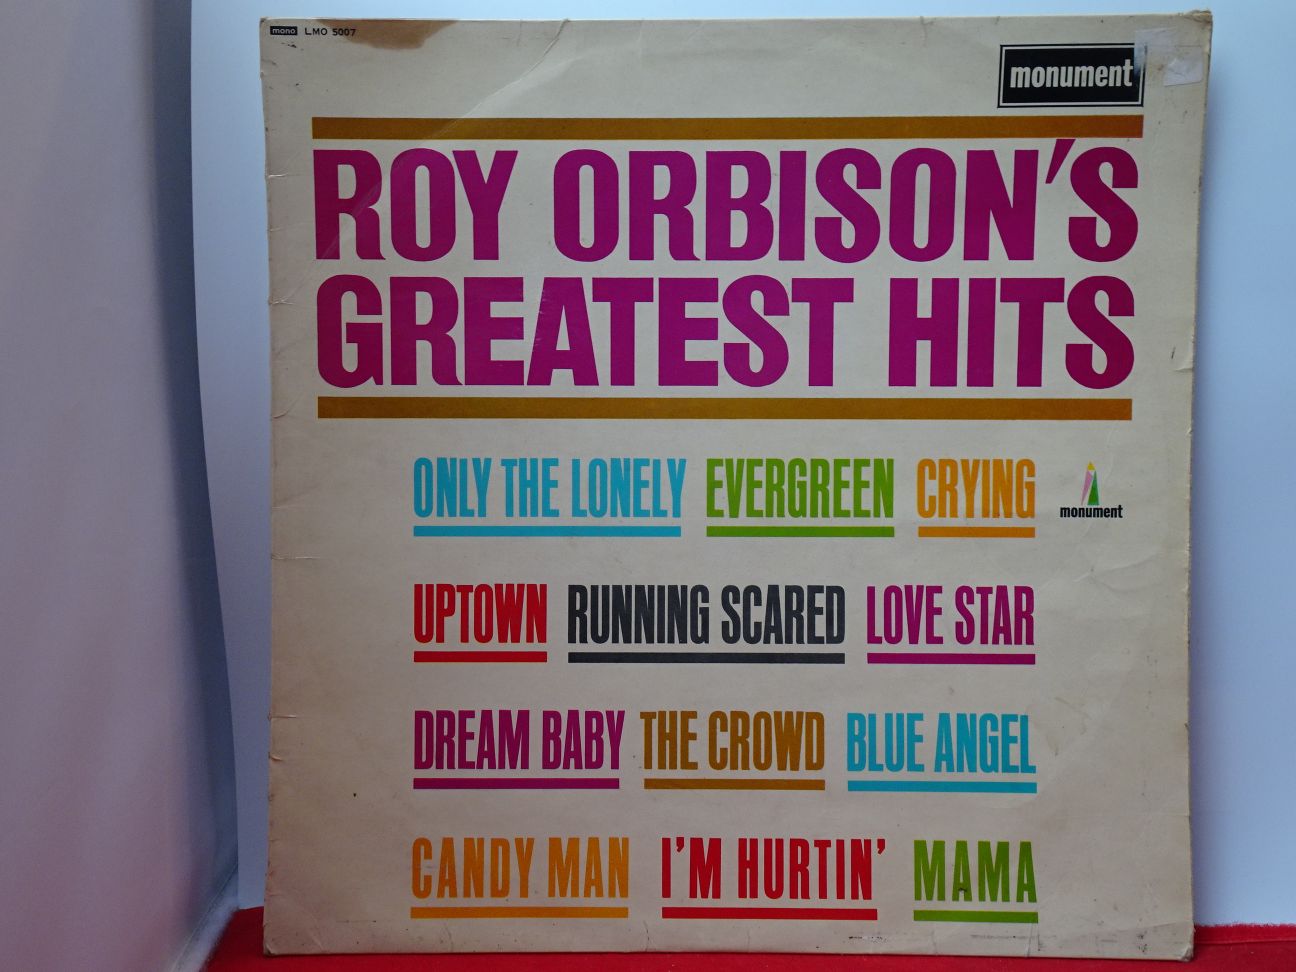 mono LMO 5007
monument
ROY ORBISON'S
GREATEST HITS
ONLY THE LONELY EVERGREEN CRYING
monument
UPTOWN RUNNING SCARED LOVE STAR
DREAM BABY THE CROWD BLUE ANGEL
CANDY MAN I'M HURTIN' MAMA